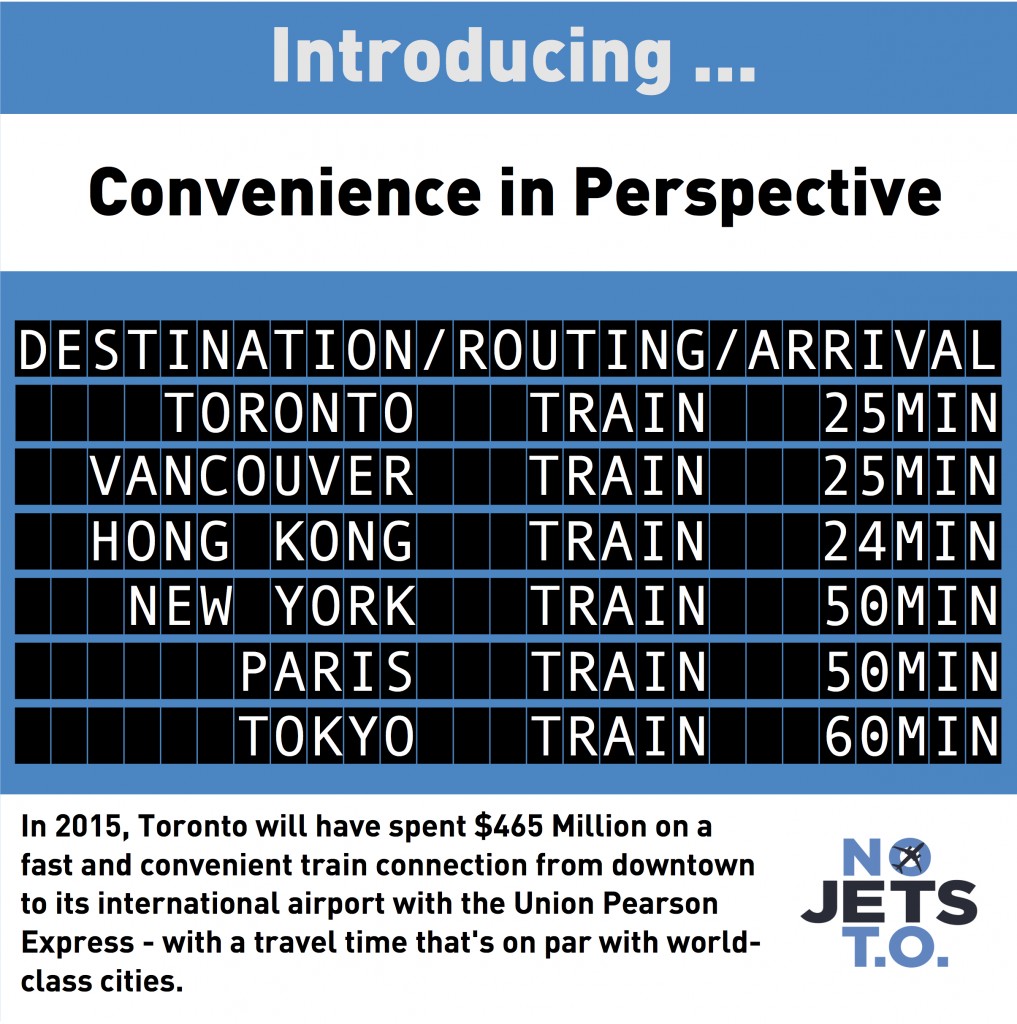 Introducing ...
Convenience in Perspective
DESTINATION/ROUTING/ARRIVAL
TORONTO TRAIN 25MIN
VANCOUVER TRAIN 25MIN
HONG KONG TRAIN 24MIN
NEW YORK TRAIN 50MIN
PARIS TRAIN 50MIN
TOKYO TRAIN 60MIN
In 2015, Toronto will have spent $465 Million on a
fast and convenient train connection from downtown
to its international airport with the Union Pearson
Express - with a travel time that's on par with world-
class cities.
NO
JETS
T.O.